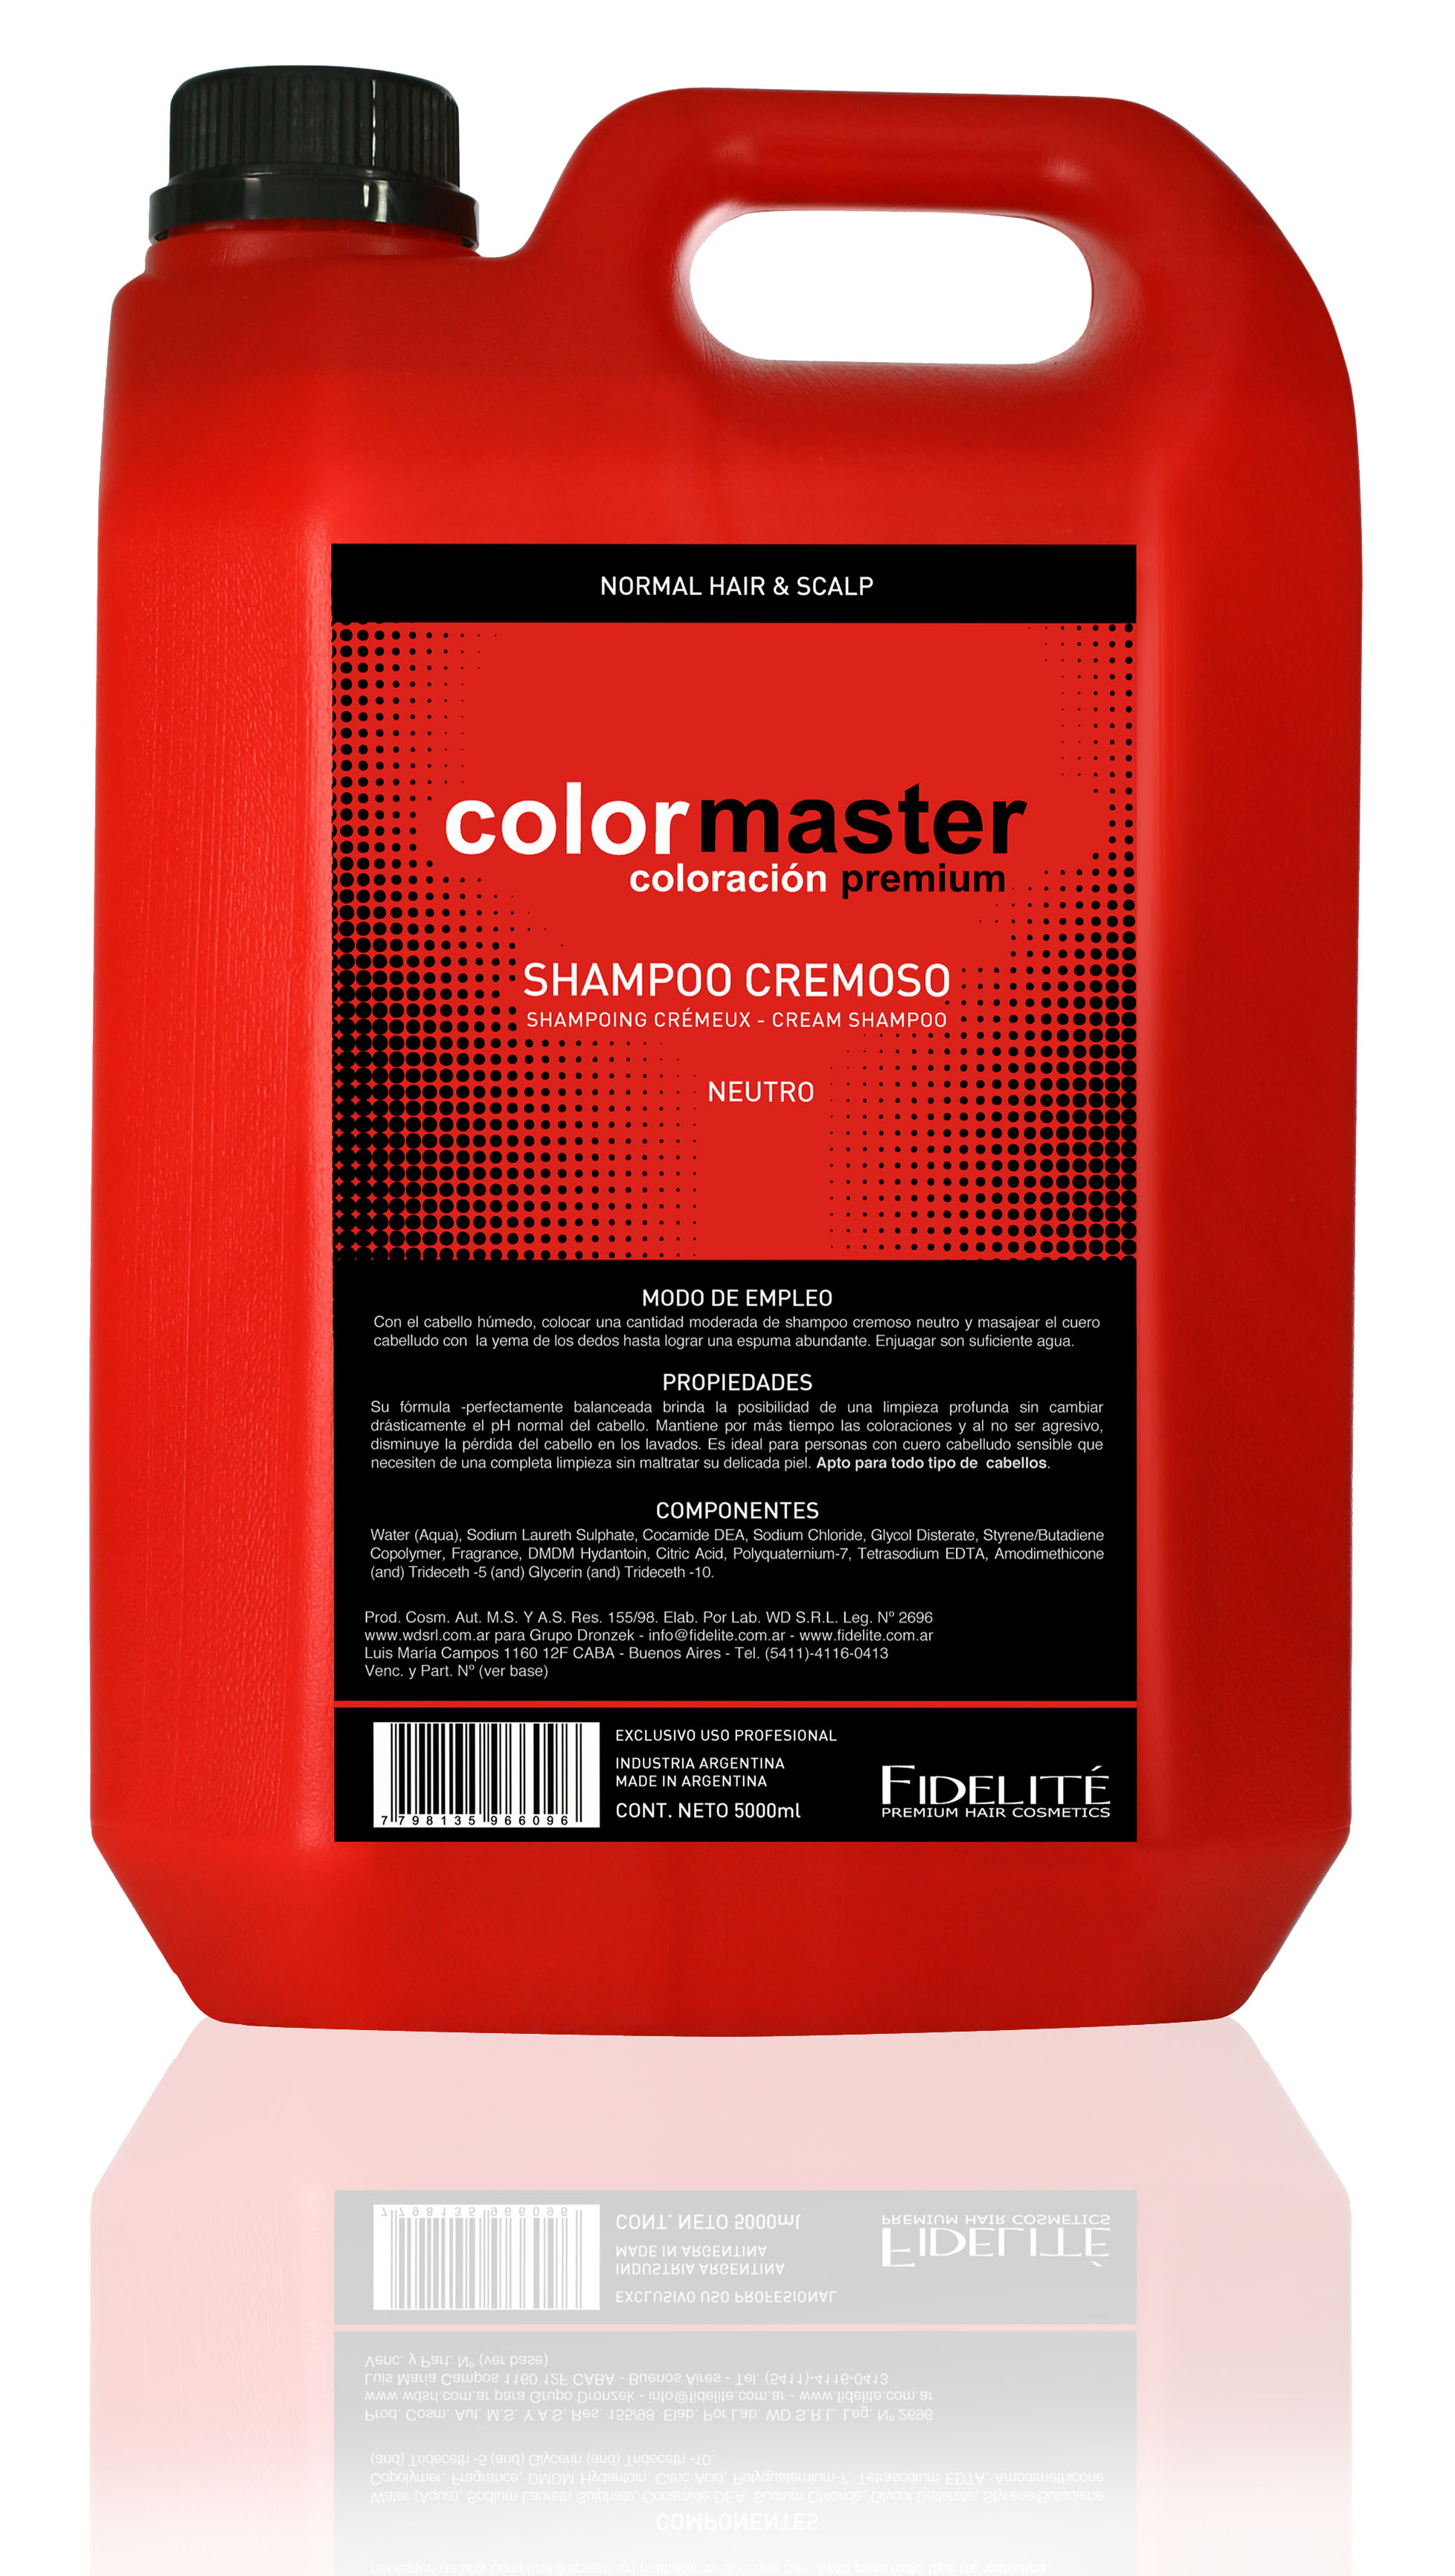 NORMAL HAIR & SCALP
colormaster
coloración premium
SHAMPOO CREMOSO
SHAMPOING CRÉMEUX - CREAM SHAMPOO
NEUTRO
MODO DE EMPLEO
Con el cabello húmedo, colocar una cantidad moderada de shampoo cremoso neutro y masajear el cuero
cabelludo con la yema de los dedos hasta lograr una espuma abundante. Enjuagar son suficiente agua.
PROPIEDADES
Su fórmula -perfectamente balanceada brinda la posibilidad de una limpieza profunda sin cambiar
drásticamente el pH normal del cabello. Mantiene por más tiempo las coloraciones y al no ser agresivo,
disminuye la pérdida del cabello en los lavados. Es ideal para personas con cuero cabelludo sensible que
necesiten de una completa limpieza sin maltratar su delicada piel. Apto para todo tipo de cabellos.
COMPONENTES
Water (Aqua), Sodium Laureth Sulphate, Cocamide DEA, Sodium Chloride, Glycol Disterate, Styrene/Butadiene
Copolymer, Fragrance, DMDM Hydantoin, Citric Acid, Polyquaternium-7, Tetrasodium EDTA, Amodimethicone
(and) Trideceth -5 (and) Glycerin (and) Trideceth -10.
Prod. Cosm. Aut. M.S. Y A.S. Res. 155/98. Elab. Por Lab. WD S.R.L. Leg. Nº 2696
www.wdsrl.com.ar para Grupo Dronzek - info@fidelite.com.ar - www.fidelite.com.ar
Luis María Campos 1160 12F CABA - Buenos Aires - Tel. (5411)-4116-0413
Venc. y Part. Nº (ver base)
7 798135 966096
EXCLUSIVO USO PROFESIONAL
INDUSTRIA ARGENTINA
MADE IN ARGENTINA
CONT. NETO 5000ml
FIDELITÉ
PREMIUM HAIR COSMETICS